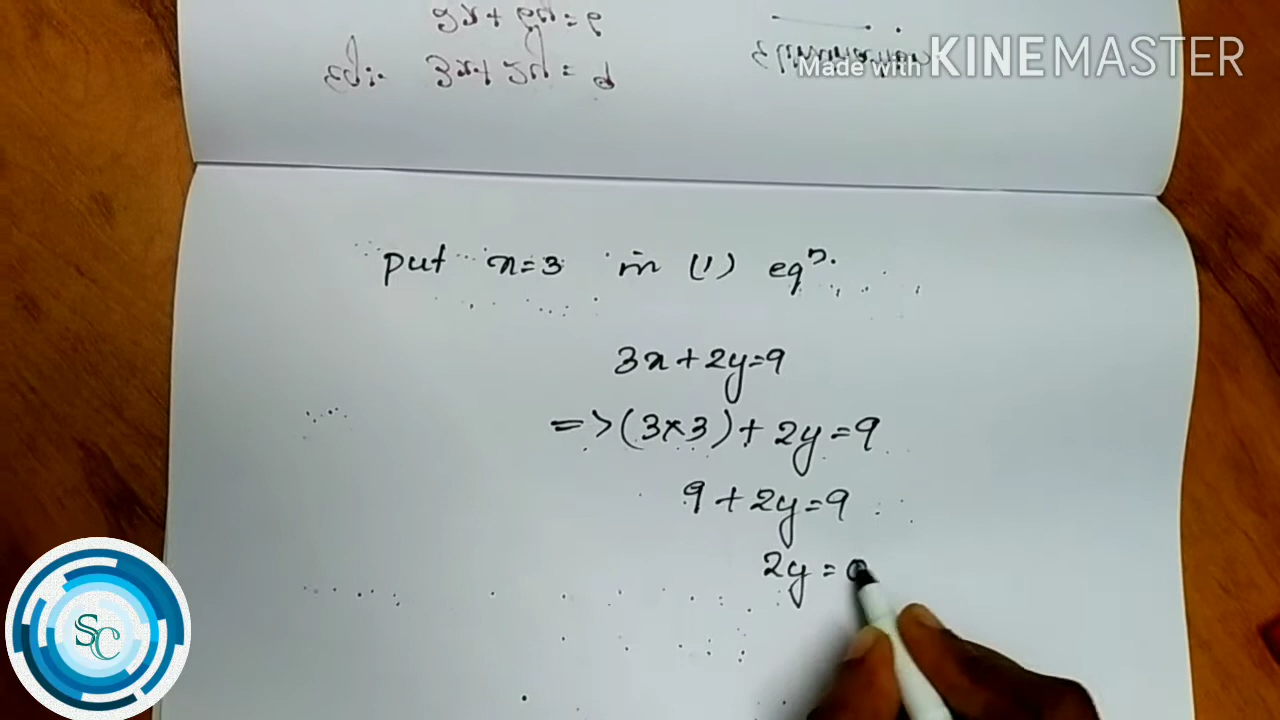 Made with KINEMASTER
put x=3 in (1) eqn.
3x+2y=9
=>(3×3)+2y=9
9+2y=9
2y=
SC